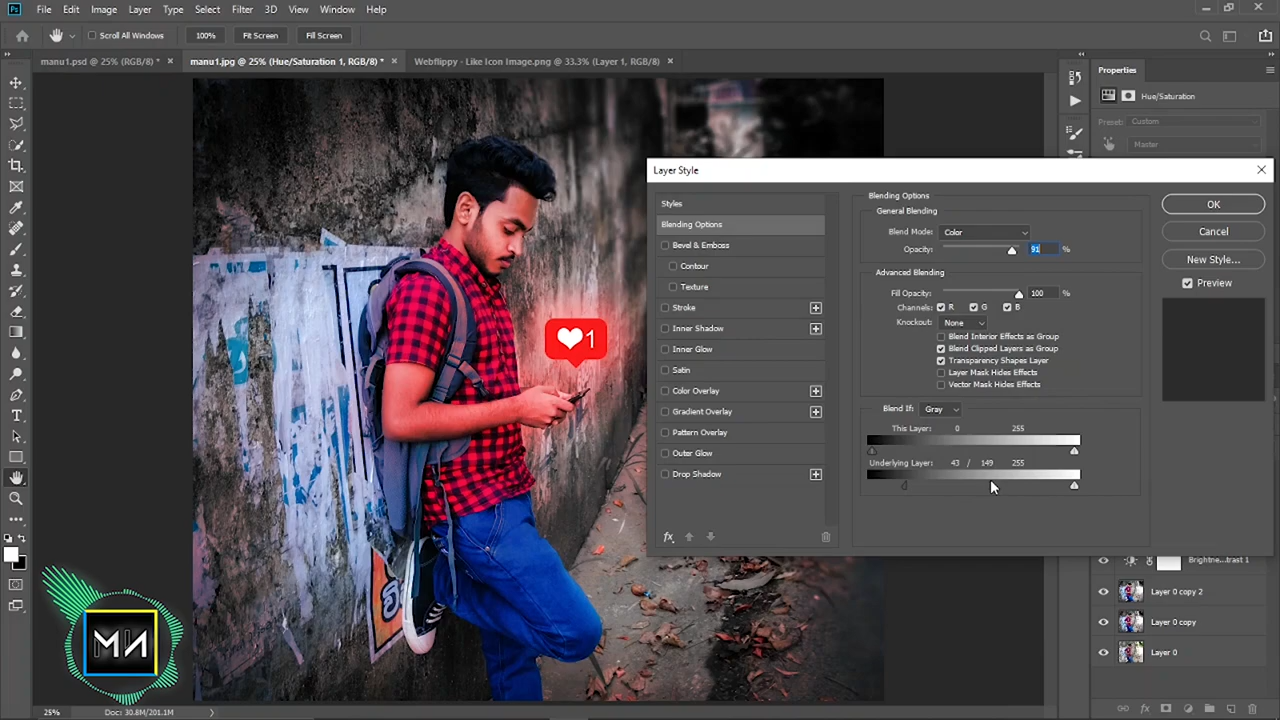 Ps File Edit Image Layer Type Select Filter 3D View Window Help
Scroll All Windows 100% Fit Screen Fill Screen
manu1.psd @ 25% (RGB/8) * × manu1.jpg @ 25% (Hue/Saturation 1, RGB/8) * × Webflippy - Like Icon Image.png @ 33.3% (Layer 1, RGB/8) ×
Properties
Hue/Saturation
Preset: Custom
Master
Layer Style
Styles
Blending Options
Bevel & Emboss
Contour
Texture
Stroke
Inner Shadow
Inner Glow
Satin
Color Overlay
Gradient Overlay
Pattern Overlay
Outer Glow
Drop Shadow
fx
Blending Options
General Blending
Blend Mode: Color
Opacity: 91 %
Advanced Blending
Fill Opacity: 100 %
Channels: R G B
Knockout: None
Blend Interior Effects as Group
Blend Clipped Layers as Group
Transparency Shapes Layer
Layer Mask Hides Effects
Vector Mask Hides Effects
Blend If: Gray
This Layer: 0 255
Underlying Layer: 43 / 149 255
OK
Cancel
New Style...
Preview
1
Brightne...trast 1
Layer 0 copy 2
Layer 0 copy
Layer 0
fx
25% Doc: 30.8M/201.1M